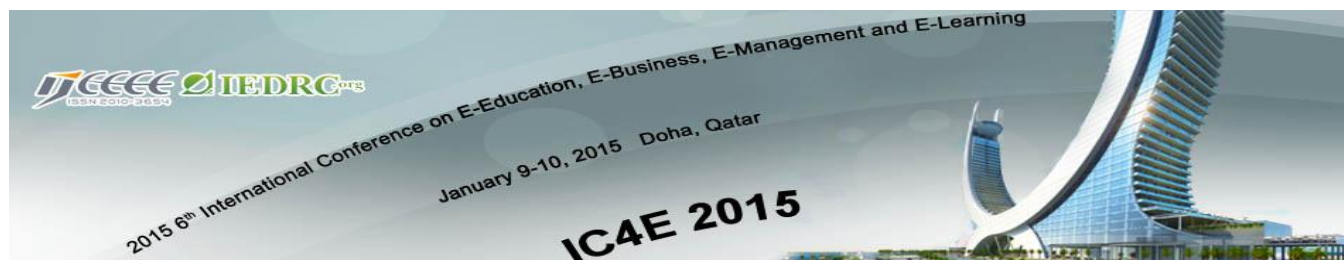 IJEEEE IEDRC.org
ISSN 2010-3654
2015 6th International Conference on E-Education, E-Business, E-Management and E-Learning
January 9-10, 2015 Doha, Qatar
IC4E 2015